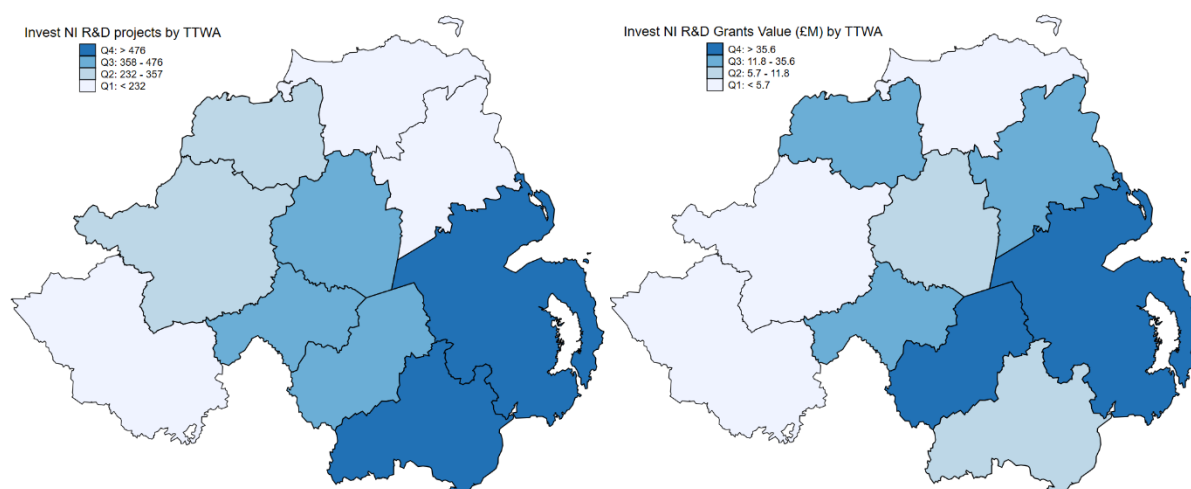 Invest NI R&D projects by TTWA
Q4: > 476
Q3: 358 - 476
Q2: 232 - 357
Q1: < 232
Invest NI R&D Grants Value (£M) by TTWA
Q4: > 35.6
Q3: 11.8 - 35.6
Q2: 5.7 - 11.8
Q1: < 5.7